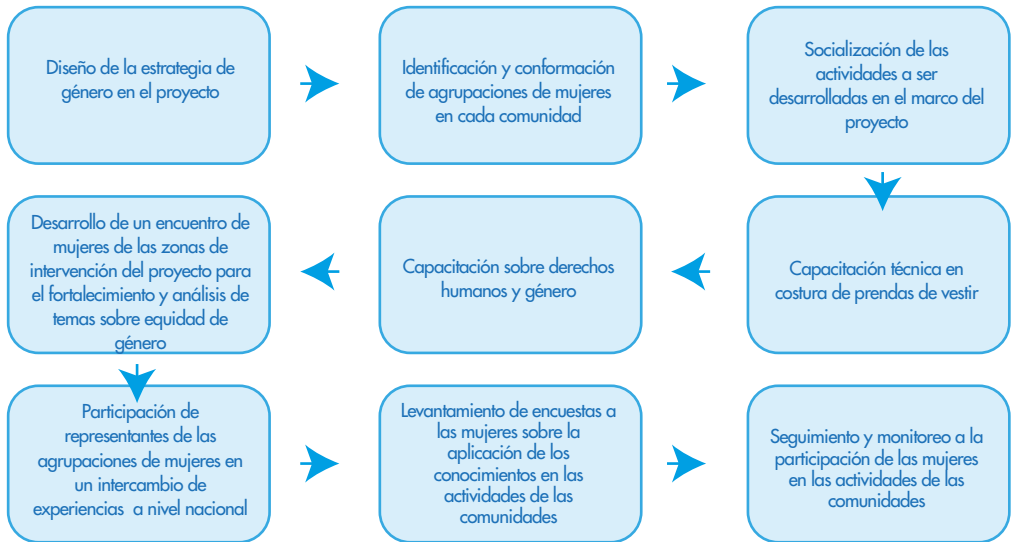 Diseño de la estrategia de
género en el proyecto
Identificación y conformación
de agrupaciones de mujeres
en cada comunidad
Socialización de las
actividades a ser
desarrolladas en el marco del
proyecto
Capacitación técnica en
costura de prendas de vestir
Capacitación sobre derechos
humanos y género
Desarrollo de un encuentro de
mujeres de las zonas de
intervención del proyecto para
el fortalecimiento y análisis de
temas sobre equidad de
género
Participación de
representantes de las
agrupaciones de mujeres en
un intercambio de
experiencias a nivel nacional
Levantamiento de encuestas a
las mujeres sobre la
aplicación de los
conocimientos en las
actividades de las
comunidades
Seguimiento y monitoreo a la
participación de las mujeres
en las actividades de las
comunidades